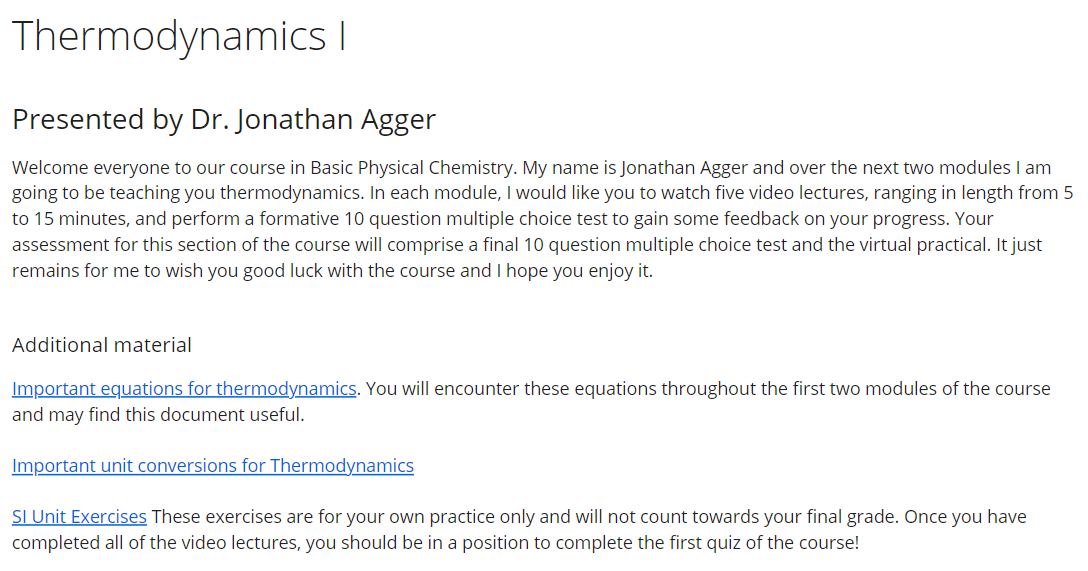 Thermodynamics I
Presented by Dr. Jonathan Agger
Welcome everyone to our course in Basic Physical Chemistry. My name is Jonathan Agger and over the next two modules I am
going to be teaching you thermodynamics. In each module, I would like you to watch five video lectures, ranging in length from 5
to 15 minutes, and perform a formative 10 question multiple choice test to gain some feedback on your progress. Your
assessment for this section of the course will comprise a final 10 question multiple choice test and the virtual practical. It just
remains for me to wish you good luck with the course and I hope you enjoy it.
Additional material
Important equations for thermodynamics. You will encounter these equations throughout the first two modules of the course
and may find this document useful.
Important unit conversions for Thermodynamics
SI Unit Exercises These exercises are for your own practice only and will not count towards your final grade. Once you have
completed all of the video lectures, you should be in a position to complete the first quiz of the course!